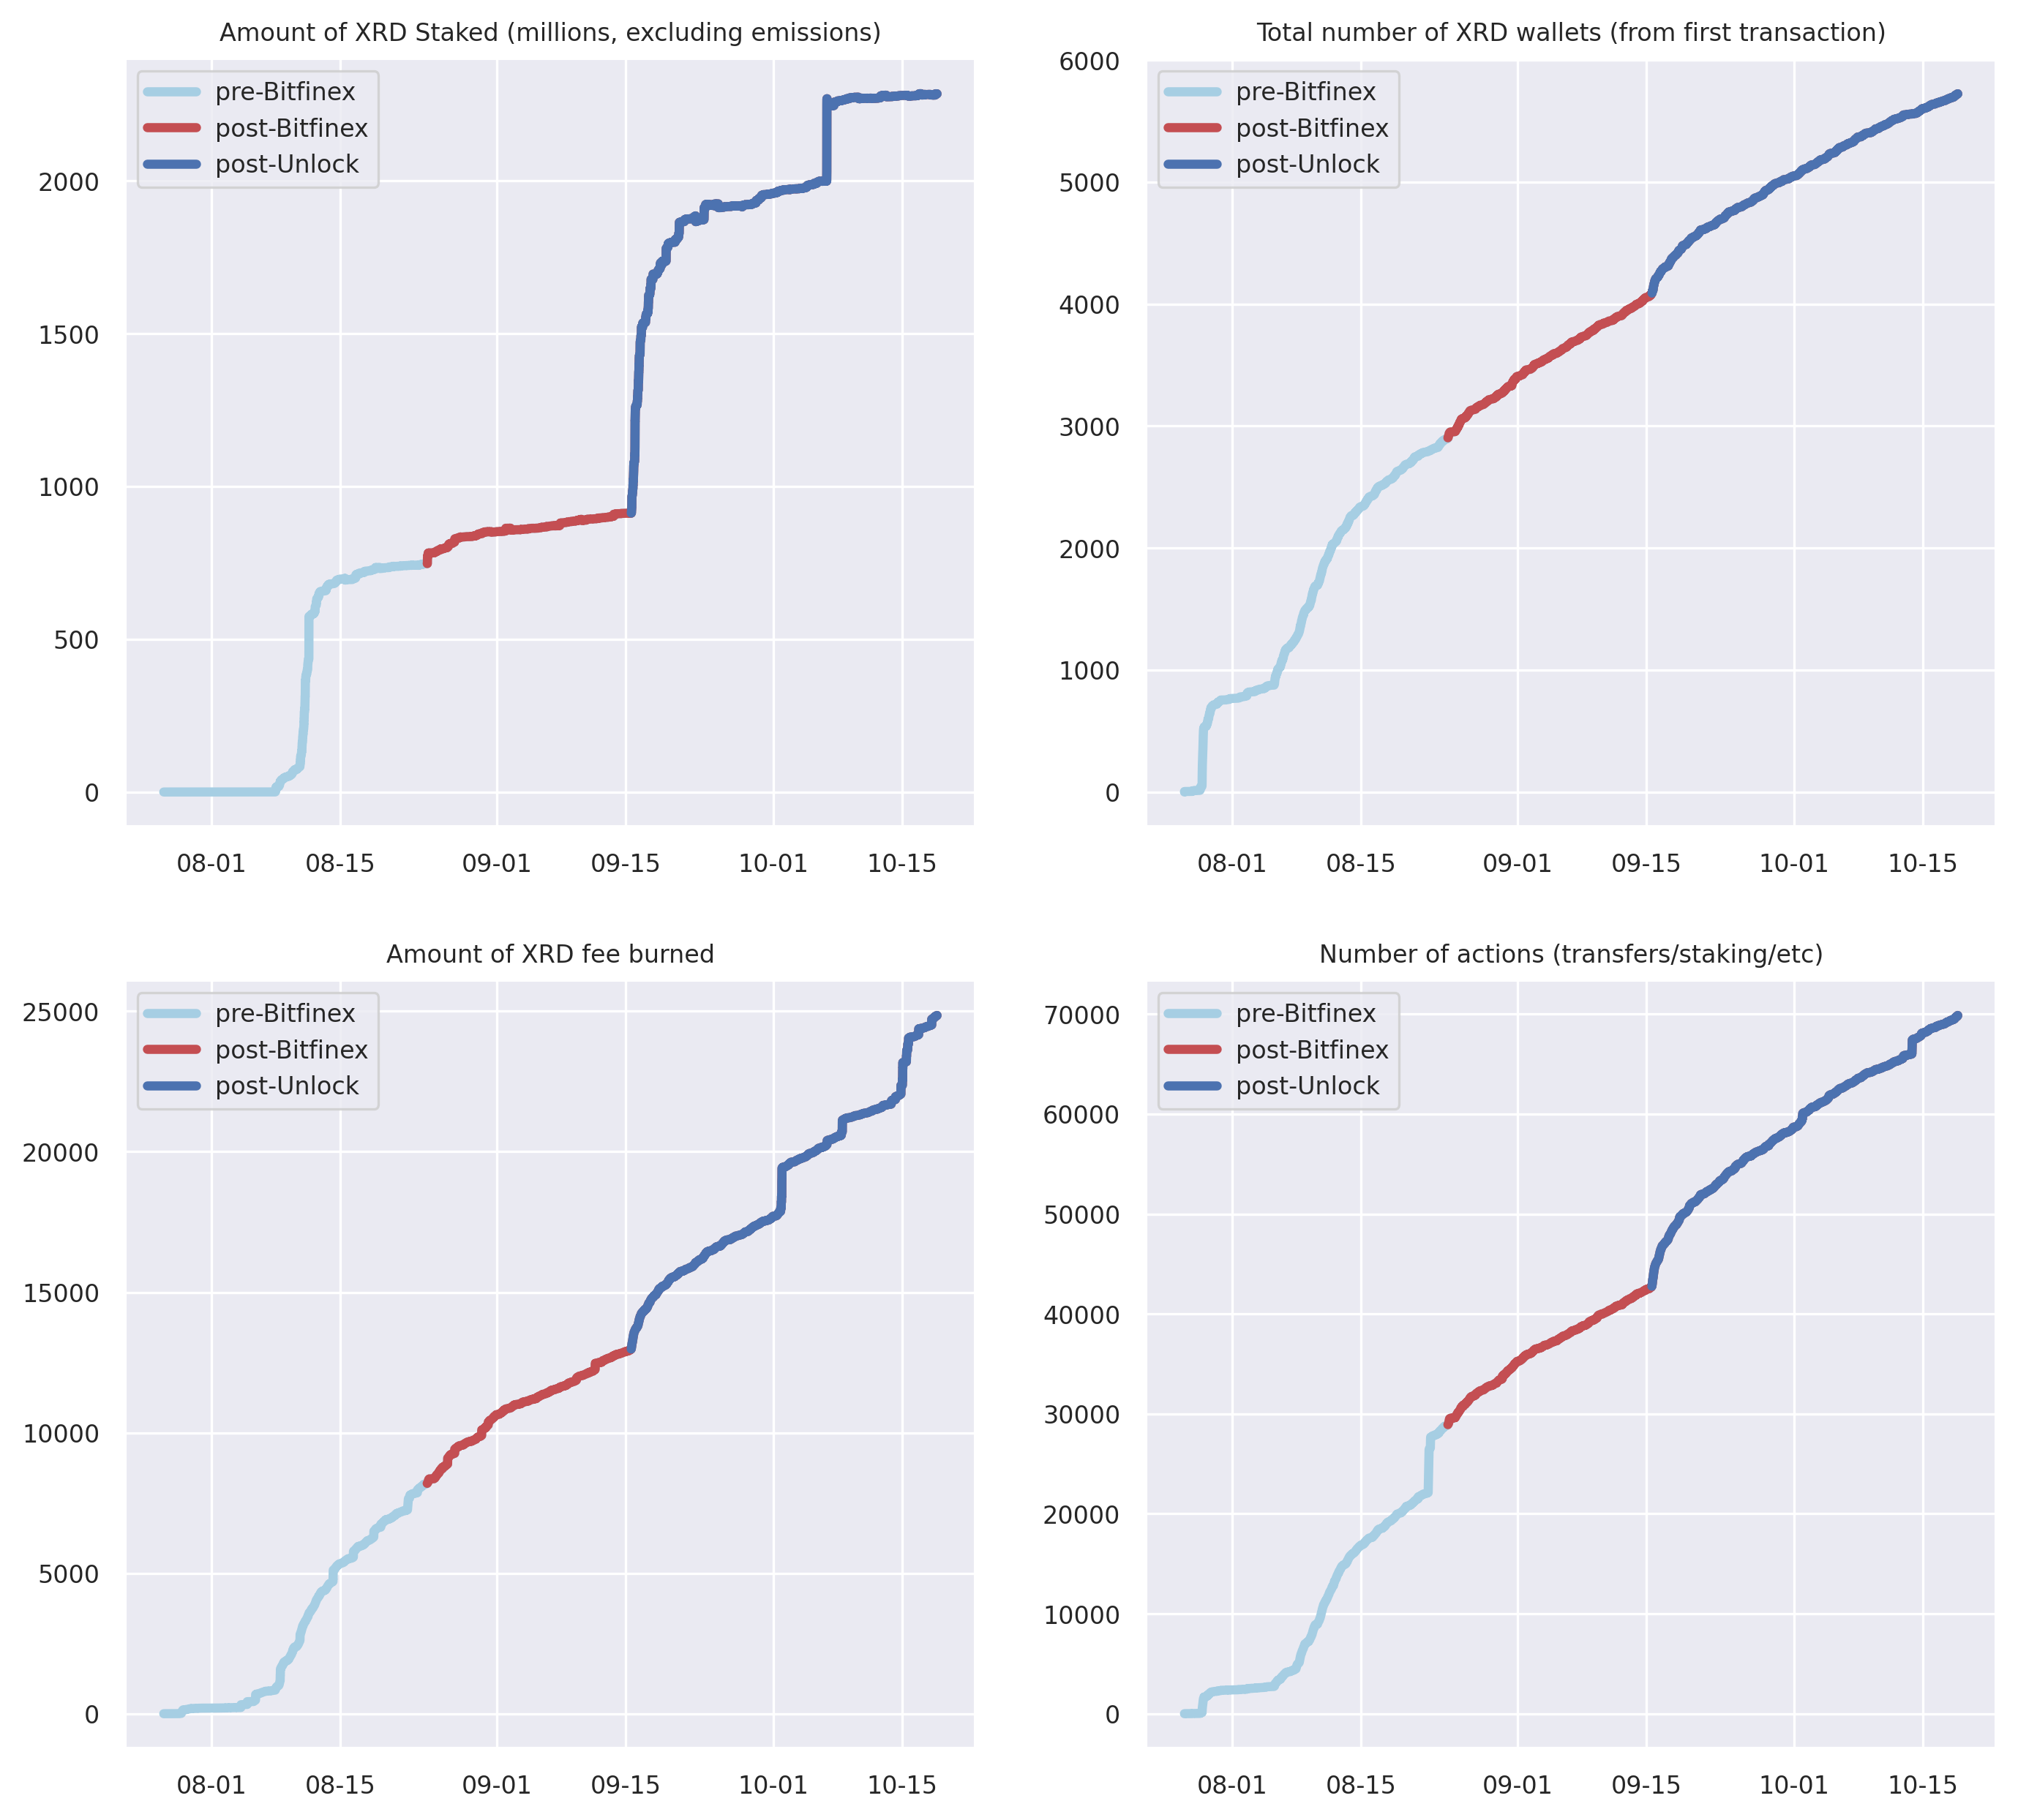 Amount of XRD Staked (millions, excluding emissions)
pre-Bitfinex
post-Bitfinex
post-Unlock
2000
1500
1000
500
0
08-01 08-15 09-01 09-15 10-01 10-15
Total number of XRD wallets (from first transaction)
pre-Bitfinex
post-Bitfinex
post-Unlock
6000
5000
4000
3000
2000
1000
0
08-01 08-15 09-01 09-15 10-01 10-15
Amount of XRD fee burned
pre-Bitfinex
post-Bitfinex
post-Unlock
25000
20000
15000
10000
5000
0
08-01 08-15 09-01 09-15 10-01 10-15
Number of actions (transfers/staking/etc)
pre-Bitfinex
post-Bitfinex
post-Unlock
70000
60000
50000
40000
30000
20000
10000
0
08-01 08-15 09-01 09-15 10-01 10-15